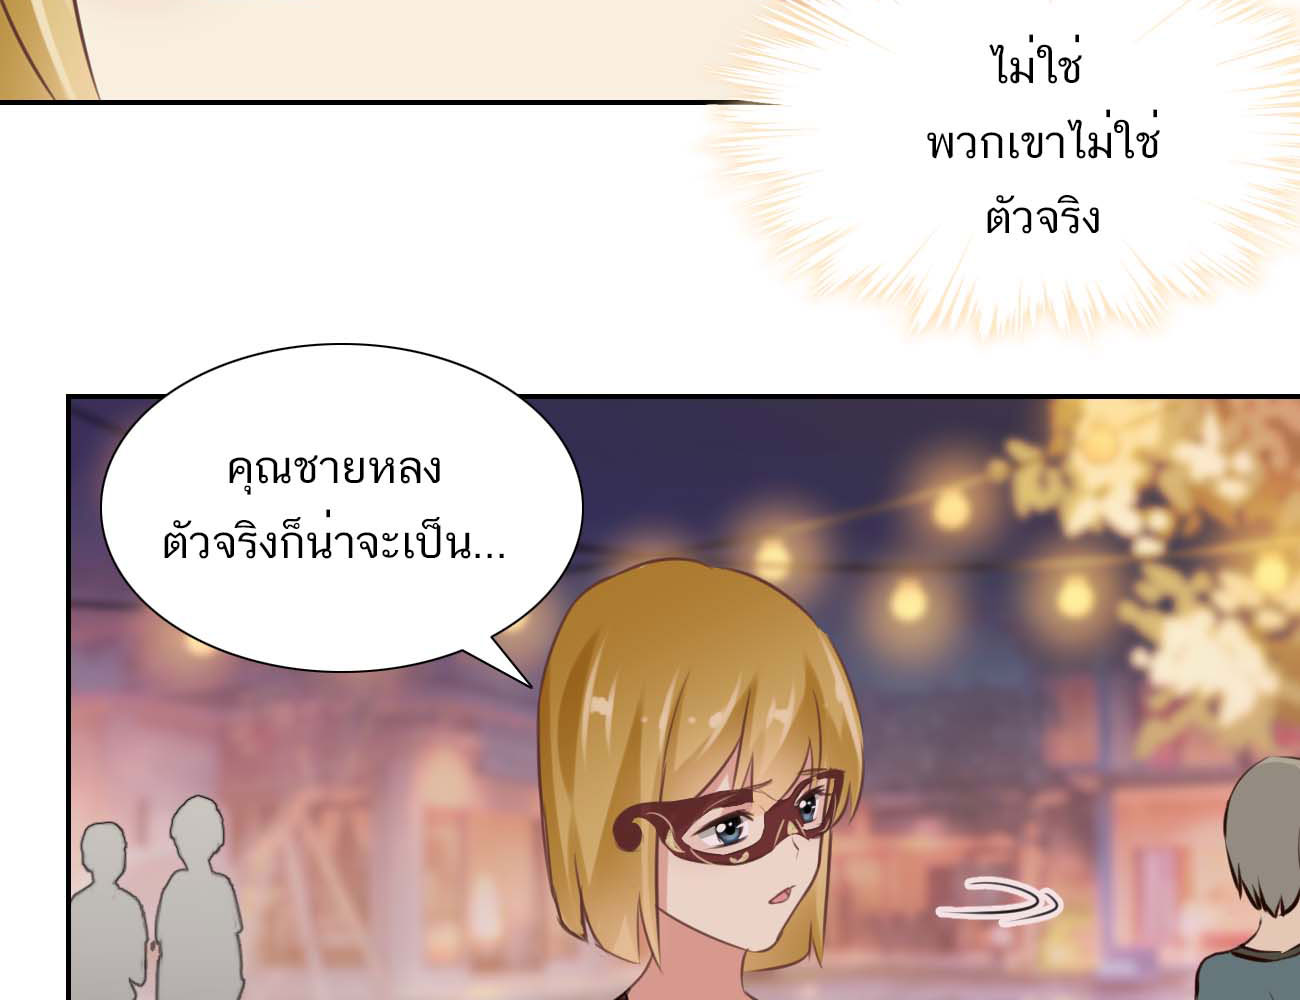 ไม่ใช่
พวกเขาไม่ใช่
ตัวจริง
คุณชายหลง
ตัวจริงก็น่าจะเป็น...